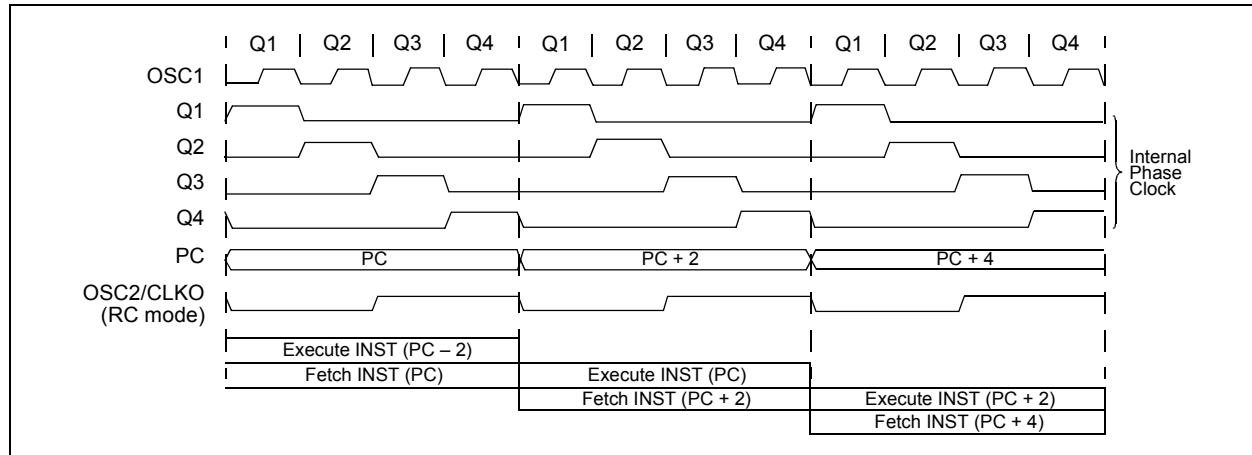 Q1 | Q2 | Q3 | Q4 | Q1 | Q2 | Q3 | Q4 | Q1 | Q2 | Q3 | Q4
OSC1
Q1
Q2
Q3
Q4
Internal
Phase
Clock
PC
PC
PC + 2
PC + 4
OSC2/CLKO
(RC mode)
Execute INST (PC – 2)
Fetch INST (PC)
Execute INST (PC)
Fetch INST (PC + 2)
Execute INST (PC + 2)
Fetch INST (PC + 4)